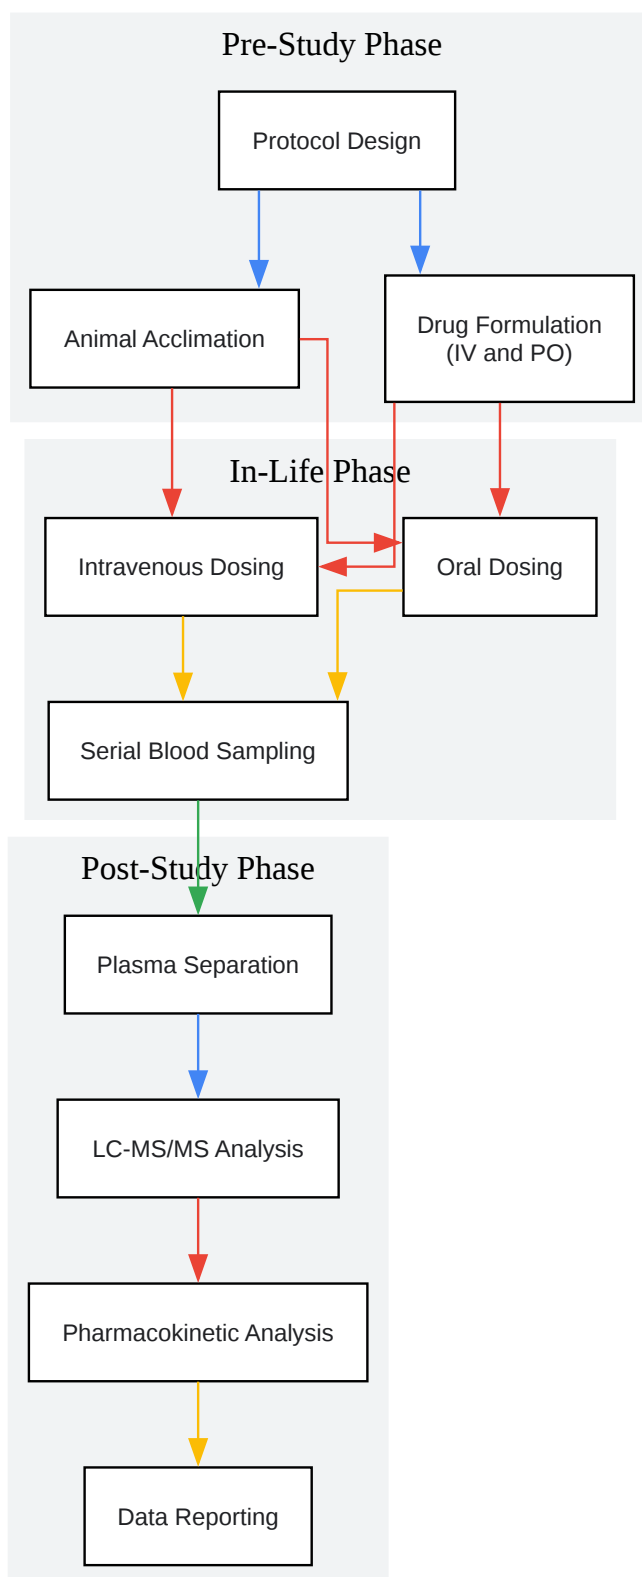 Pre-Study Phase
Protocol Design
Animal Acclimation
Drug Formulation
(IV and PO)
In-Life Phase
Intravenous Dosing
Oral Dosing
Serial Blood Sampling
Post-Study Phase
Plasma Separation
LC-MS/MS Analysis
Pharmacokinetic Analysis
Data Reporting